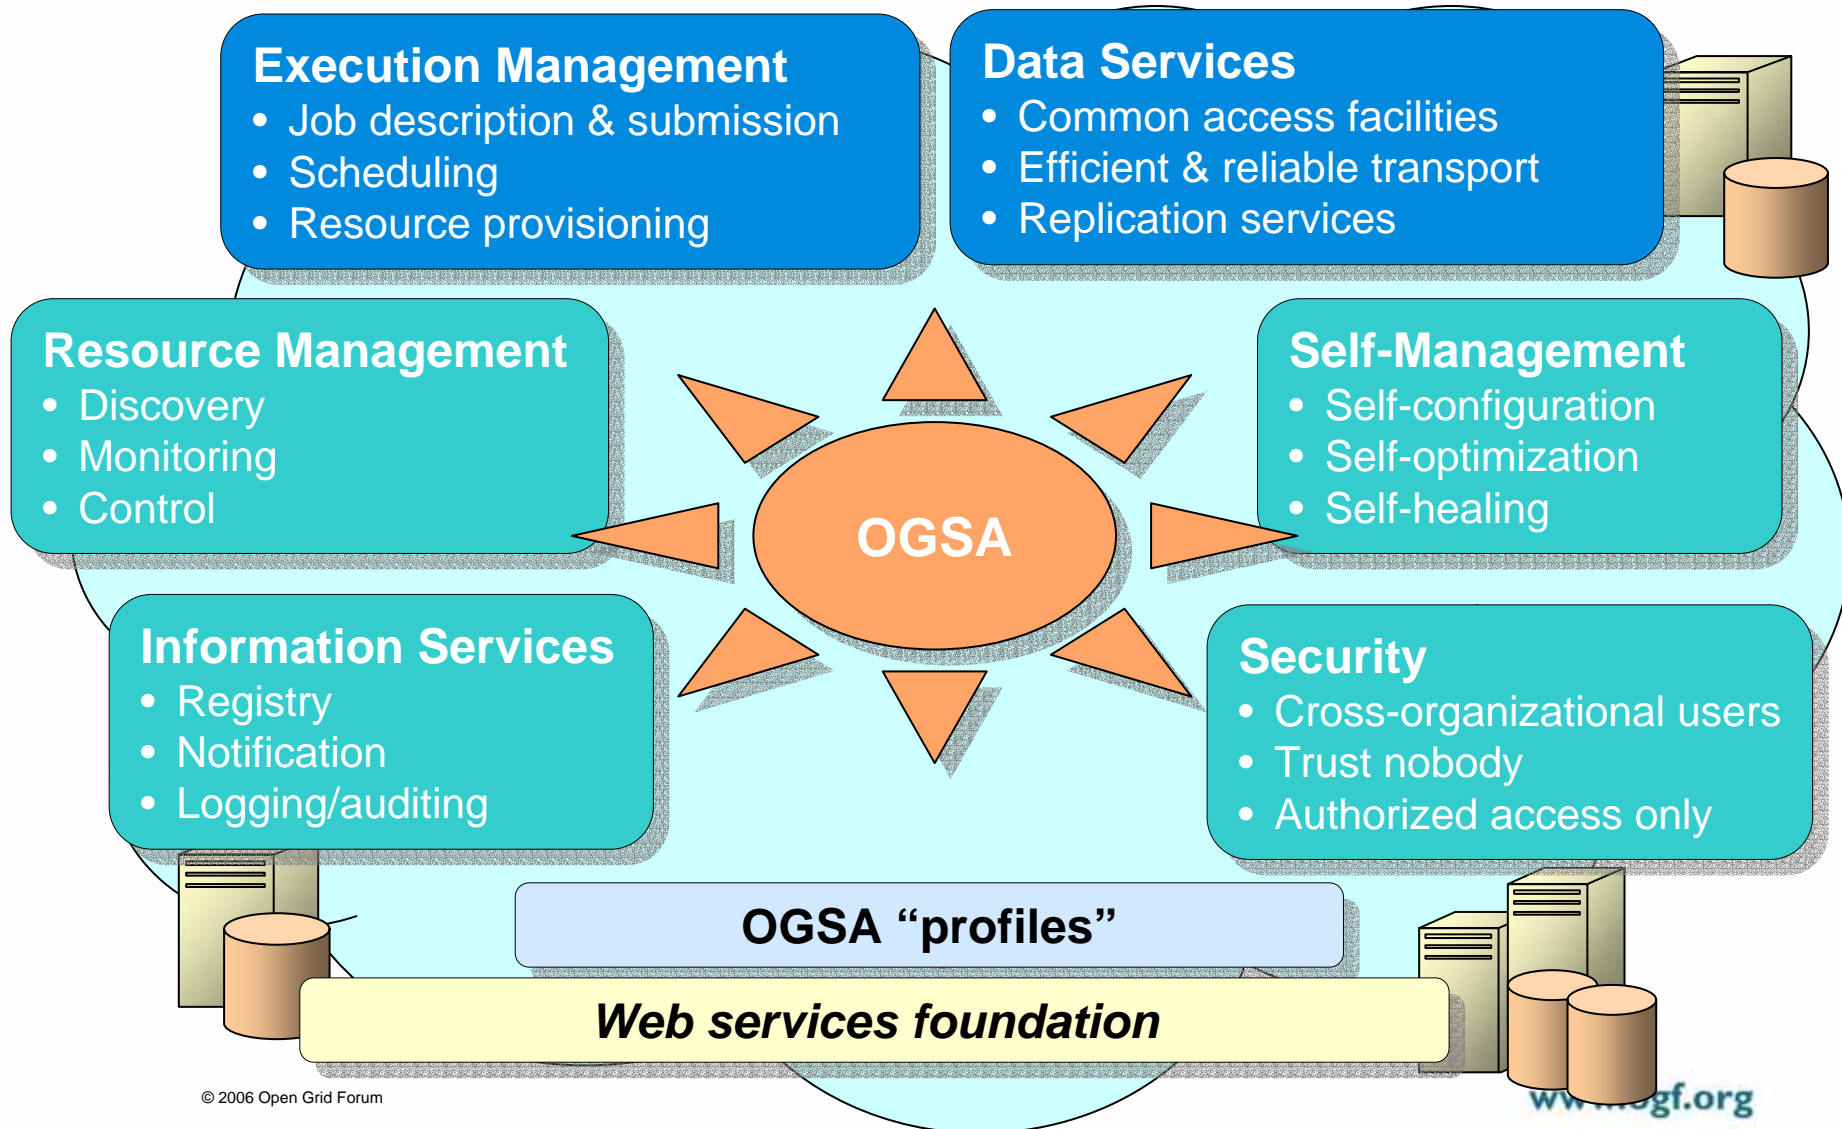 Execution Management
• Job description & submission
• Scheduling
• Resource provisioning
Data Services
• Common access facilities
• Efficient & reliable transport
• Replication services
Resource Management
• Discovery
• Monitoring
• Control
Self-Management
• Self-configuration
• Self-optimization
• Self-healing
OGSA
Information Services
• Registry
• Notification
• Logging/auditing
Security
• Cross-organizational users
• Trust nobody
• Authorized access only
OGSA “profiles”
Web services foundation
© 2006 Open Grid Forum